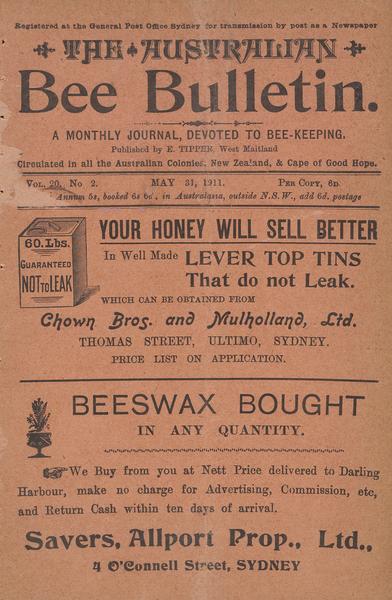 Registered at the General Post Office Sydney for transmission by post as a Newspaper
THE AUSTRALIAN
Bee Bulletin.
A MONTHLY JOURNAL, DEVOTED TO BEE-KEEPING.
Published by E. TIPPER, West Maitland
Circulated in all the Australian Colonies, New Zealand, & Cape of Good Hope.
VOL. 20. No 2. MAY 31, 1911. PER COPY, 6D.
Annum 5s, booked 6s 6d, in Australasia, outside N.S.W., add 6d. postage
60.Lbs.
GUARANTEED
NOT TO LEAK
YOUR HONEY WILL SELL BETTER
In Well Made LEVER TOP TINS
That do not Leak.
WHICH CAN BE OBTAINED FROM
Chown Bros. and Mulholland, Ltd.
THOMAS STREET, ULTIMO, SYDNEY.
PRICE LIST ON APPLICATION.
BEESWAX BOUGHT
IN ANY QUANTITY.
We Buy from you at Nett Price delivered to Darling
Harbour, make no charge for Advertising, Commission, etc,
and Return Cash within ten days of arrival.
Savers, Allport Prop., Ltd.,
4 O'Connell Street, SYDNEY